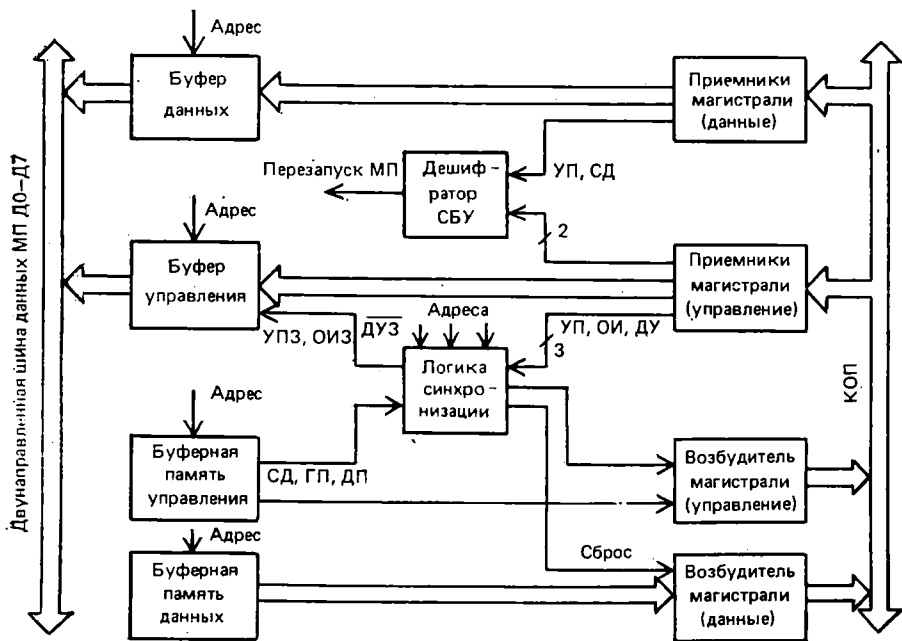 Адрес
Буфер
данных
Приемники
магистрали
(данные)
УП, СД
Перезапуск МП
Дешиф-
ратор
СБУ
2
Адрес
Буфер
управления
Приемники
магистрали
(управление)
УПЗ, ОИЗ
ДУЗ
Адреса
УП, ОИ, ДУ
3
Логика
синхро-
низации
Адрес
Буферная
память
управления
СД, ГП, ДП
Возбудитель
магистрали
(управление)
Адрес
Буферная
память
данных
Сброс
Возбудитель
магистрали
(данные)
Двунаправленная шина данных МП Д0–Д7
КОП